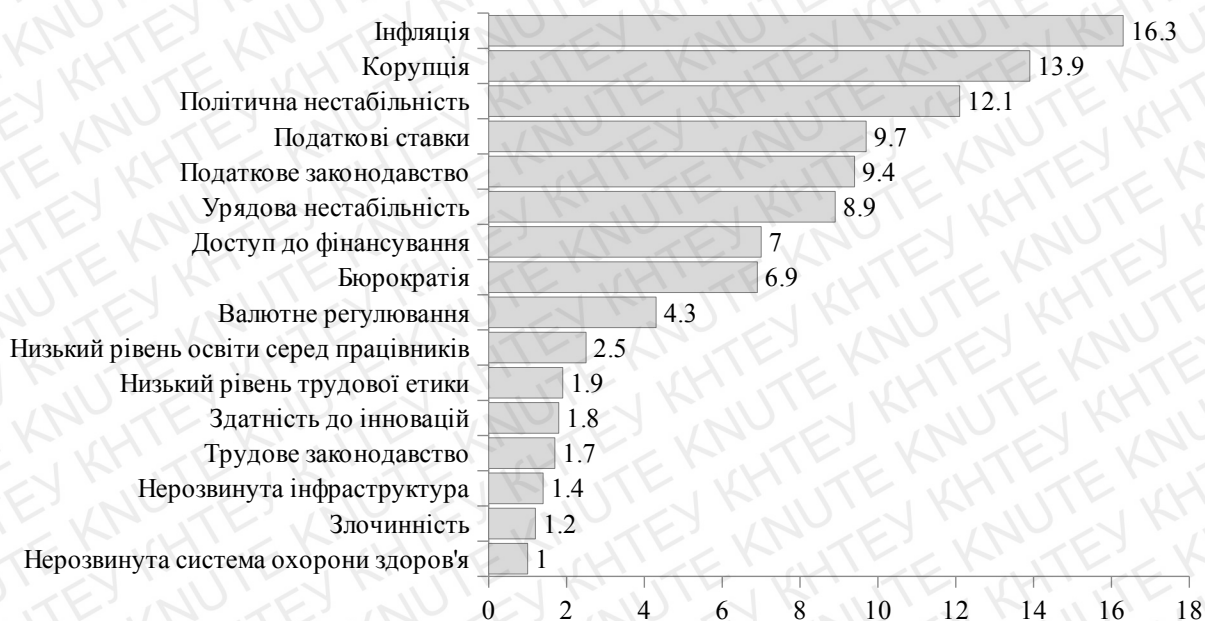 Інфляція 16.3
Корупція 13.9
Політична нестабільність 12.1
Податкові ставки 9.7
Податкове законодавство 9.4
Урядова нестабільність 8.9
Доступ до фінансування 7
Бюрократія 6.9
Валютне регулювання 4.3
Низький рівень освіти серед працівників 2.5
Низький рівень трудової етики 1.9
Здатність до інновацій 1.8
Трудове законодавство 1.7
Нерозвинута інфраструктура 1.4
Злочинність 1.2
Нерозвинута система охорони здоров'я 1
0 2 4 6 8 10 12 14 16 18